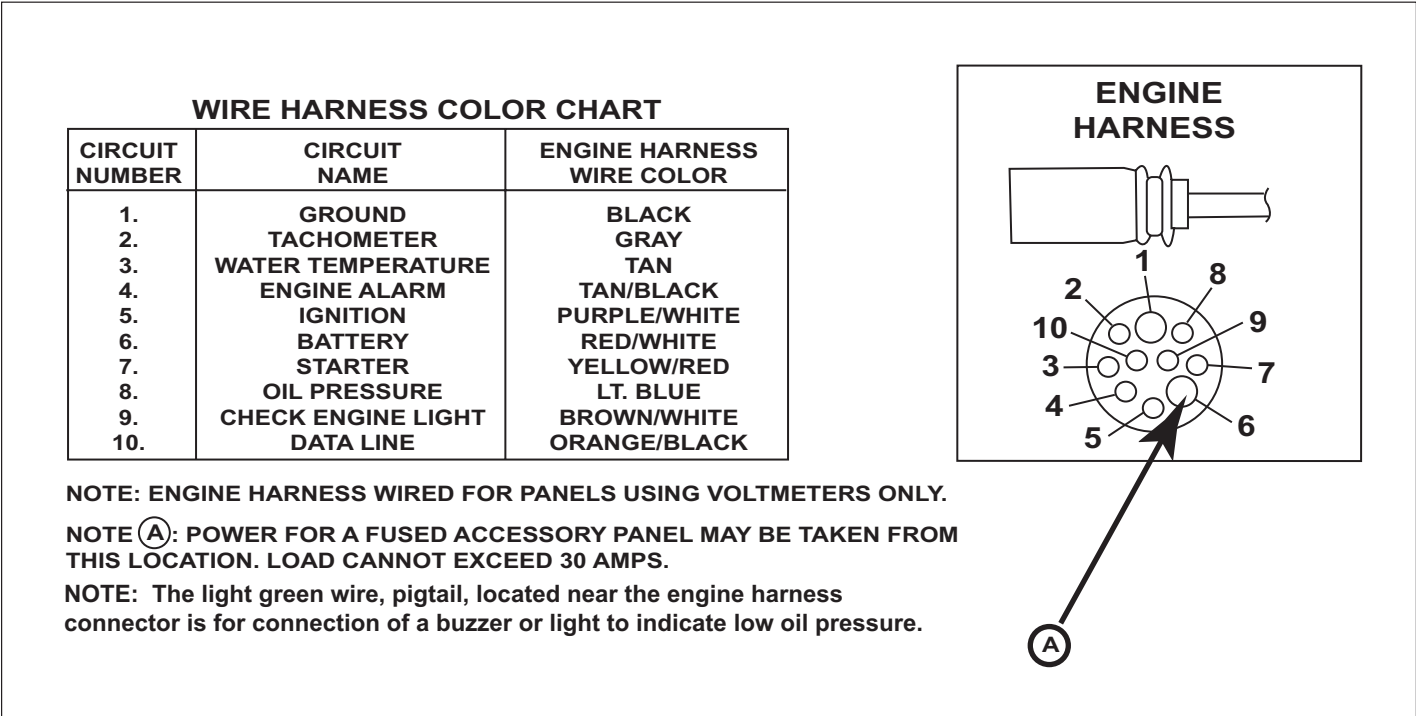 WIRE HARNESS COLOR CHART
CIRCUIT NUMBER CIRCUIT NAME ENGINE HARNESS WIRE COLOR
1. GROUND BLACK
2. TACHOMETER GRAY
3. WATER TEMPERATURE TAN
4. ENGINE ALARM TAN/BLACK
5. IGNITION PURPLE/WHITE
6. BATTERY RED/WHITE
7. STARTER YELLOW/RED
8. OIL PRESSURE LT. BLUE
9. CHECK ENGINE LIGHT BROWN/WHITE
10. DATA LINE ORANGE/BLACK
NOTE: ENGINE HARNESS WIRED FOR PANELS USING VOLTMETERS ONLY.
NOTE A: POWER FOR A FUSED ACCESSORY PANEL MAY BE TAKEN FROM
THIS LOCATION. LOAD CANNOT EXCEED 30 AMPS.
NOTE: The light green wire, pigtail, located near the engine harness
connector is for connection of a buzzer or light to indicate low oil pressure.
ENGINE
HARNESS
1
2
8
10
9
3
7
4
5
6
A